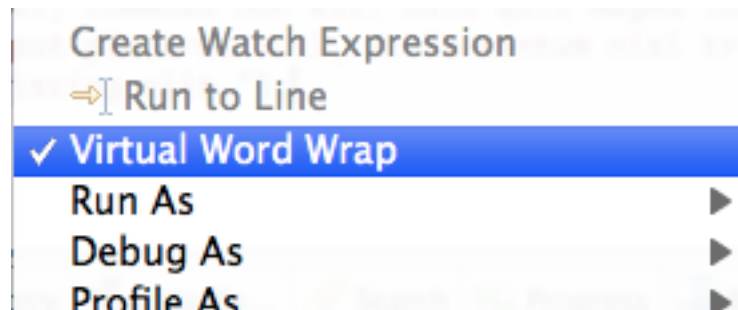 Create Watch Expression
Run to Line
Virtual Word Wrap
Run As
Debug As
Profile As